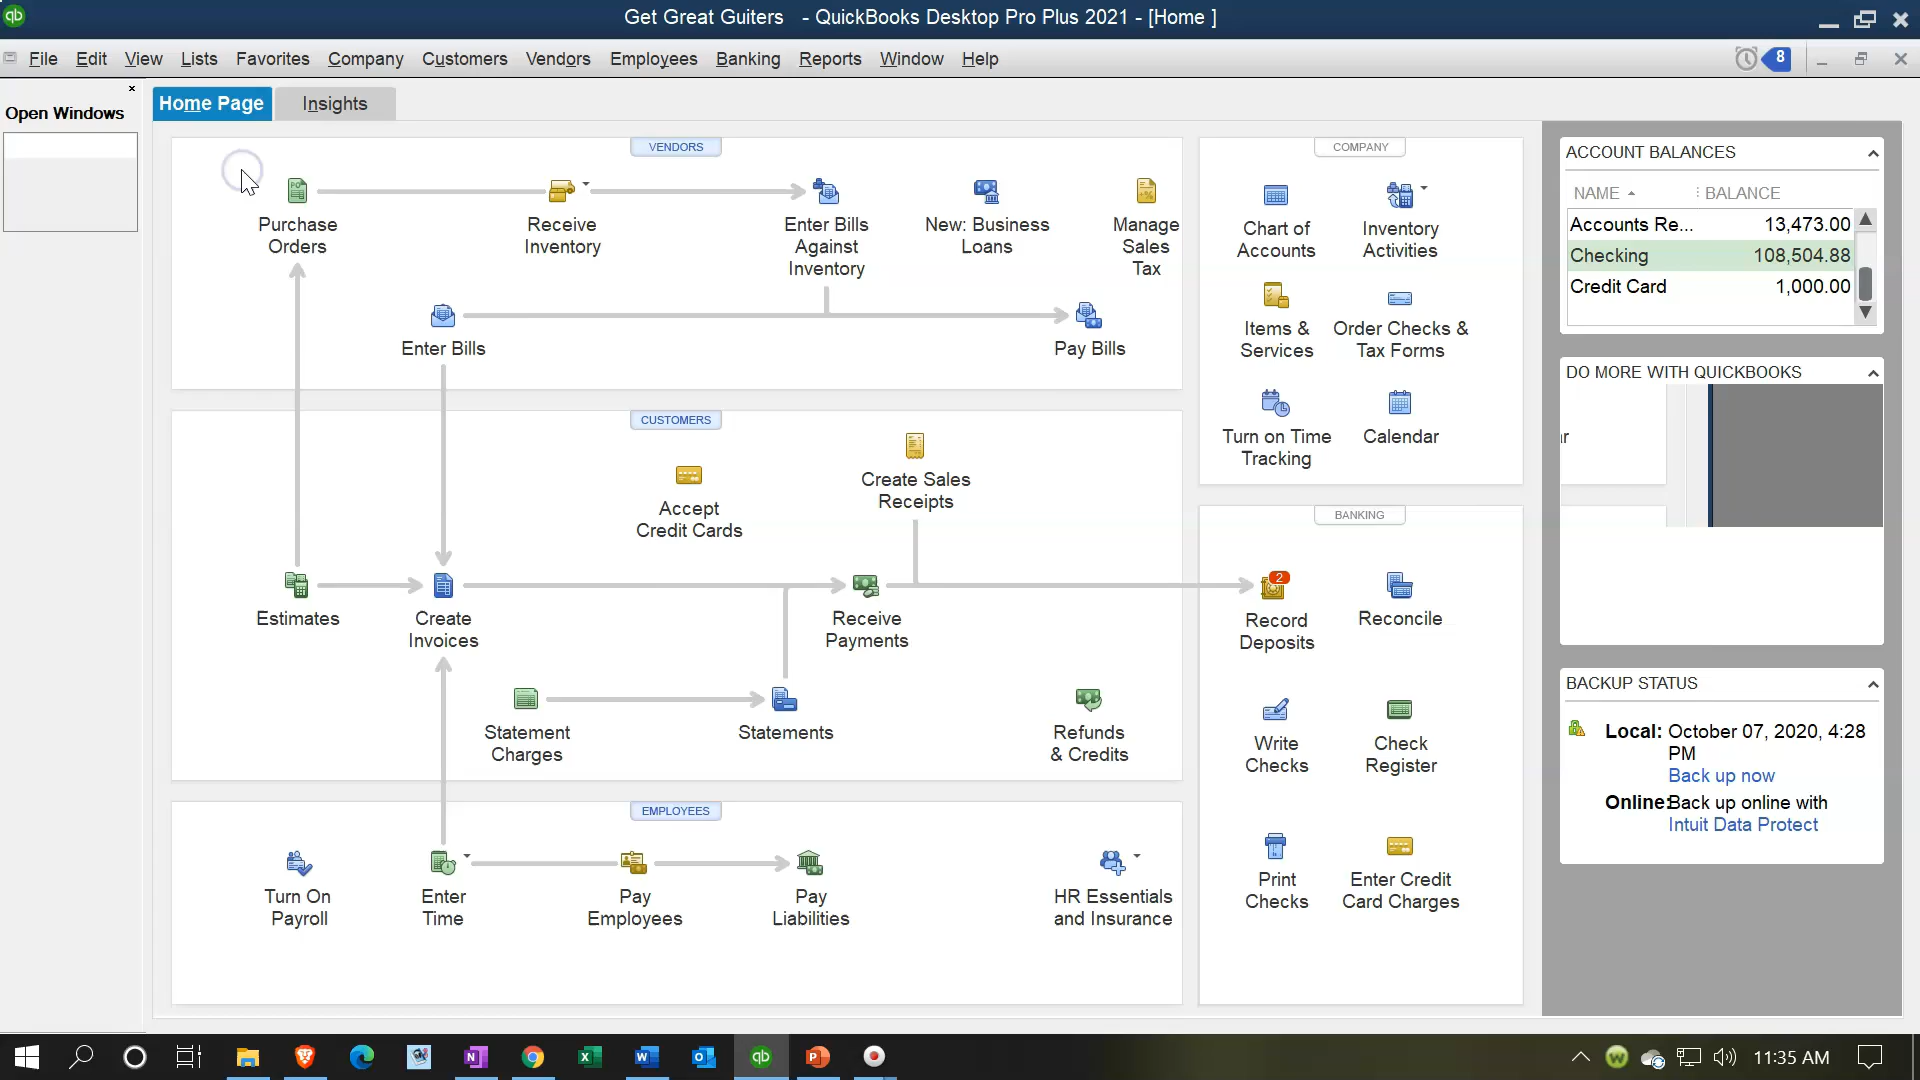 qb
Get Great Guiters - QuickBooks Desktop Pro Plus 2021 - [Home ]
File Edit View Lists Favorites Company Customers Vendors Employees Banking Reports Window Help
8
Open Windows
Home Page
Insights
VENDORS
Purchase
Orders
Receive
Inventory
Enter Bills
Against
Inventory
New: Business
Loans
Manage
Sales
Tax
Enter Bills
Pay Bills
CUSTOMERS
Accept
Credit Cards
Create Sales
Receipts
Estimates
Create
Invoices
Receive
Payments
Statement
Charges
Statements
Refunds
& Credits
EMPLOYEES
Turn On
Payroll
Enter
Time
Pay
Employees
Pay
Liabilities
HR Essentials
and Insurance
COMPANY
Chart of
Accounts
Inventory
Activities
Items &
Services
Order Checks &
Tax Forms
Turn on Time
Tracking
Calendar
BANKING
2
Record
Deposits
Reconcile
Write
Checks
Check
Register
Print
Checks
Enter Credit
Card Charges
ACCOUNT BALANCES
NAME BALANCE
Accounts Re... 13,473.00
Checking 108,504.88
Credit Card 1,000.00
DO MORE WITH QUICKBOOKS
r
BACKUP STATUS
Local: October 07, 2020, 4:28
PM
Back up now
Online: Back up online with
Intuit Data Protect
11:35 AM